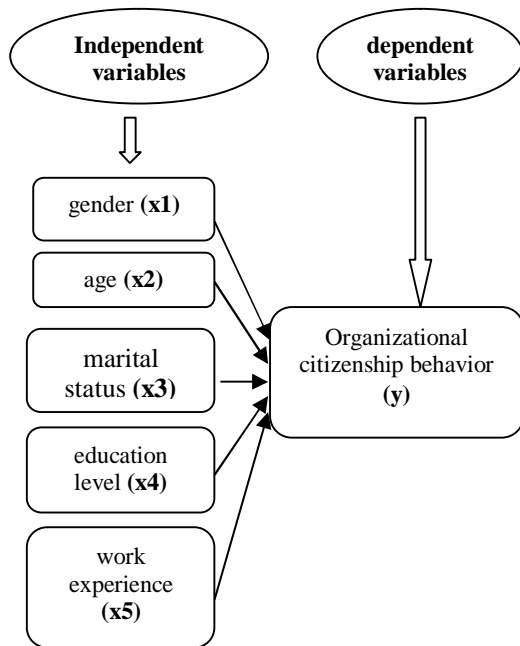 Independent
variables
dependent
variables
gender (x1)
age (x2)
marital
status (x3)
education
level (x4)
work
experience
(x5)
Organizational
citizenship behavior
(y)